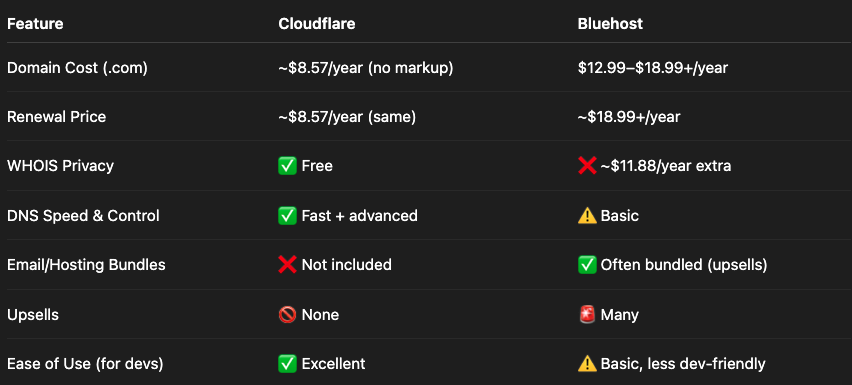 Feature Cloudflare Bluehost
Domain Cost (.com) ~$8.57/year (no markup) $12.99–$18.99+/year
Renewal Price ~$8.57/year (same) ~$18.99+/year
WHOIS Privacy ✅ Free ❌ ~$11.88/year extra
DNS Speed & Control ✅ Fast + advanced ⚠️ Basic
Email/Hosting Bundles ❌ Not included ✅ Often bundled (upsells)
Upsells 🚫 None 🚨 Many
Ease of Use (for devs) ✅ Excellent ⚠️ Basic, less dev-friendly